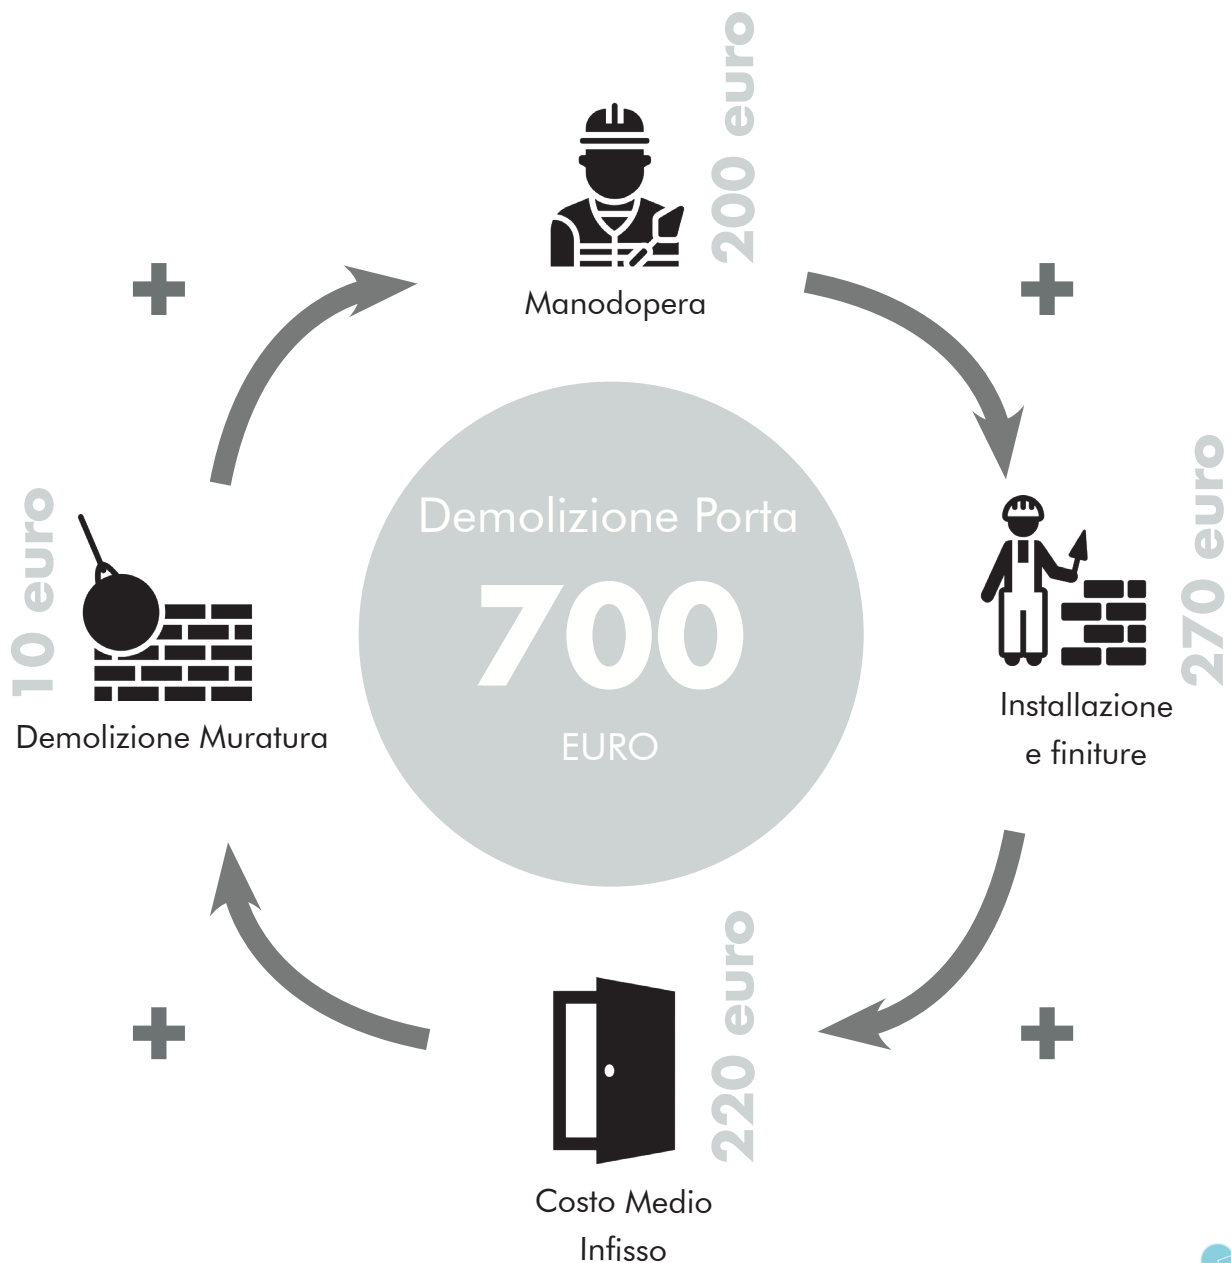 200 euro
Manodopera
Demolizione Porta
700
EURO
10 euro
Demolizione Muratura
270 euro
Installazione
e finiture
220 euro
Costo Medio
Infisso